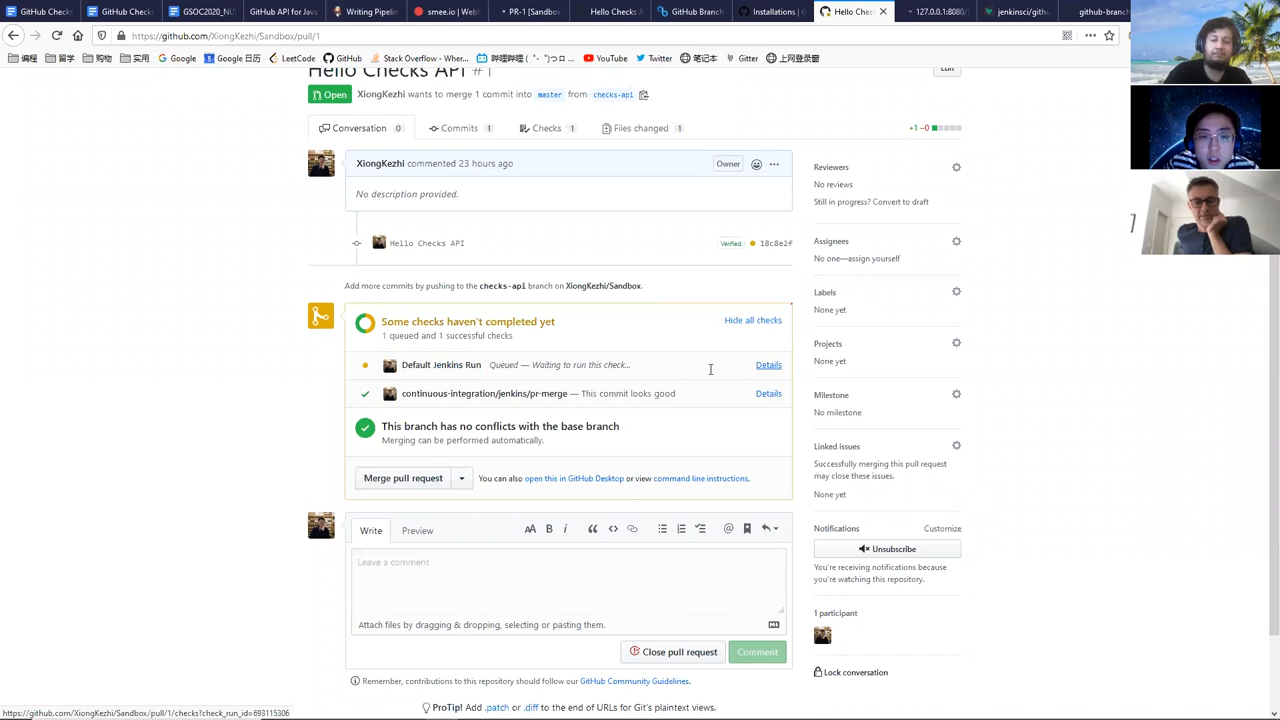 GitHub Checks
GitHub Checks
GSOC2020_NU
GitHub API for Java
Writing Pipelin
smee.io | Web
PR-1 [Sandbox
Hello Checks A
GitHub Branch
Installations | G
Hello Chec
127.0.0.1:8080/
jenkinsci/githu
github-branch
https://github.com/XiongKezhi/Sandbox/pull/1
编程
留学
购物
实用
Google
Google 日历
LeetCode
GitHub
Stack Overflow - Wher...
哔哩哔哩 ( ゜- ゜)つロ...
YouTube
Twitter
笔记本
Gitter
上网登录窗
Hello Checks API #1
Edit
Open
XiongKezhi wants to merge 1 commit into master from checks-api
Conversation 0
Commits 1
Checks 1
Files changed 1
+1 −0
XiongKezhi commented 23 hours ago
Owner
No description provided.
Hello Checks API
Verified
18c8e2f
Add more commits by pushing to the checks-api branch on XiongKezhi/Sandbox.
Some checks haven't completed yet
Hide all checks
1 queued and 1 successful checks
Default Jenkins Run Queued — Waiting to run this check...
Details
continuous-integration/jenkins/pr-merge — This commit looks good
Details
This branch has no conflicts with the base branch
Merging can be performed automatically.
Merge pull request
You can also open this in GitHub Desktop or view command line instructions.
Write
Preview
Leave a comment
Attach files by dragging & dropping, selecting or pasting them.
Close pull request
Comment
Remember, contributions to this repository should follow our GitHub Community Guidelines.
ProTip! Add .patch or .diff to the end of URLs for Git's plaintext views.
Reviewers
No reviews
Still in progress? Convert to draft
Assignees
No one—assign yourself
Labels
None yet
Projects
None yet
Milestone
No milestone
Linked issues
Successfully merging this pull request
may close these issues.
None yet
Notifications
Customize
Unsubscribe
You're receiving notifications because
you're watching this repository.
1 participant
Lock conversation
https://github.com/XiongKezhi/Sandbox/pull/1/checks?check_run_id=693115306